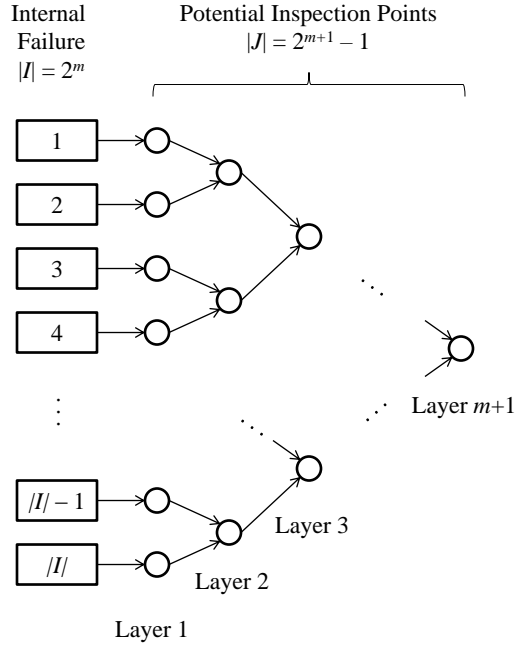 Internal
Failure
|I| = 2^m
Potential Inspection Points
|J| = 2^{m+1} – 1
1
2
3
4
|I| – 1
|I|
Layer m+1
Layer 3
Layer 2
Layer 1